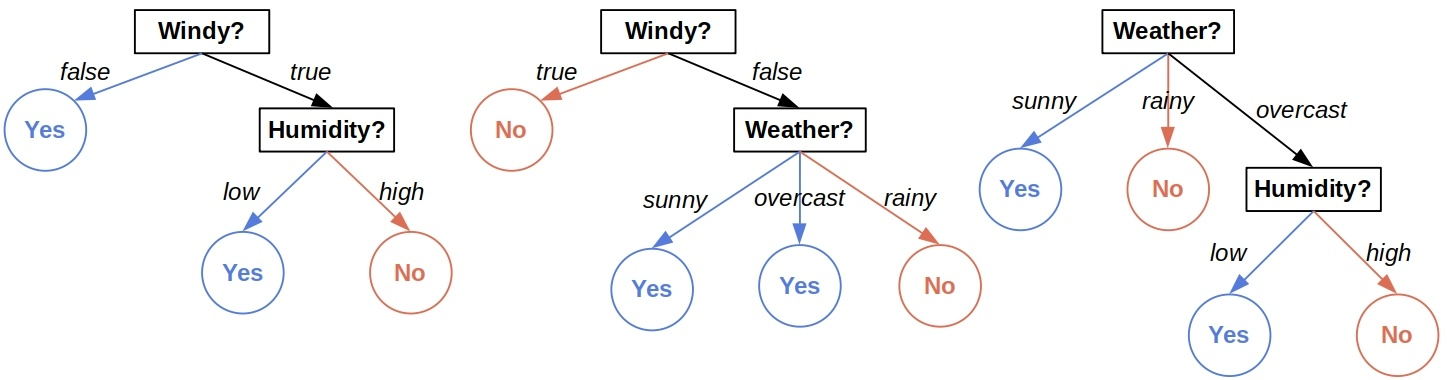 Windy?
false
true
Yes
Humidity?
low
high
Yes
No
Windy?
true
false
No
Weather?
sunny
overcast
rainy
Yes
Yes
No
Weather?
sunny
rainy
overcast
Yes
No
Humidity?
low
high
Yes
No